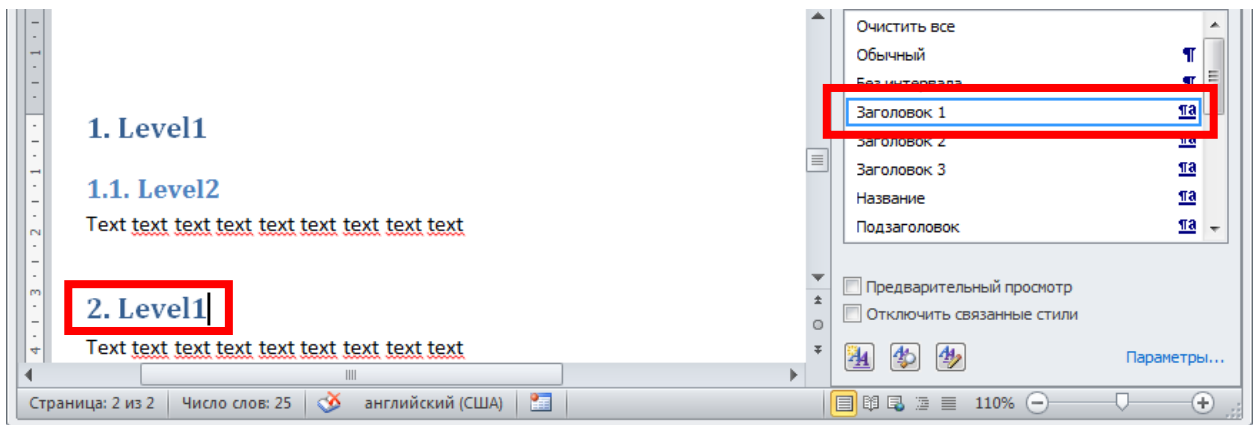 1. Level1
1.1. Level2
Text text text text text text text text text
2. Level1
Text text text text text text text text text
Очистить все
Обычный
Без интервала
Заголовок 1
Заголовок 2
Заголовок 3
Название
Подзаголовок
Предварительный просмотр
Отключить связанные стили
Параметры...
Страница: 2 из 2
Число слов: 25
английский (США)
110%